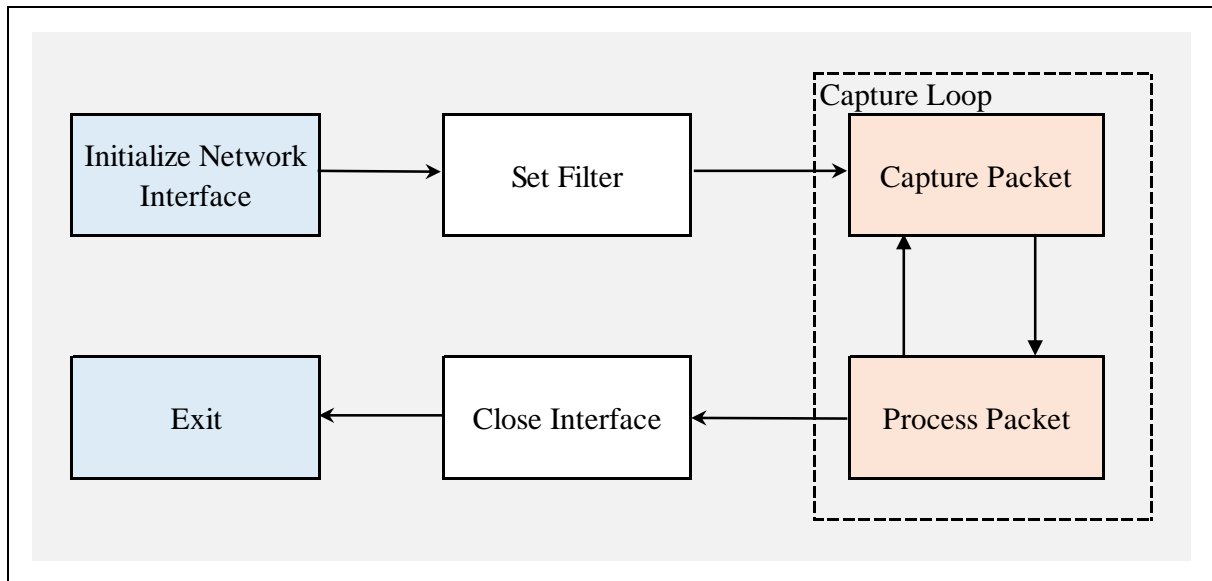 Capture Loop
Initialize Network
Interface
Set Filter
Capture Packet
Exit
Close Interface
Process Packet